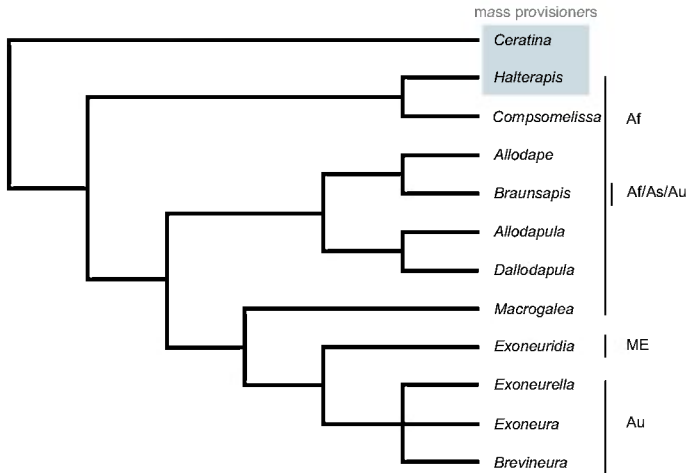 mass provisioners
Ceratina
Halterapis
Compsomelissa
Af
Allodape
Braunsapis
Af/As/Au
Allodapula
Dallodapula
Macrogalea
Exoneuridia
ME
Exoneurella
Exoneura
Au
Brevineura